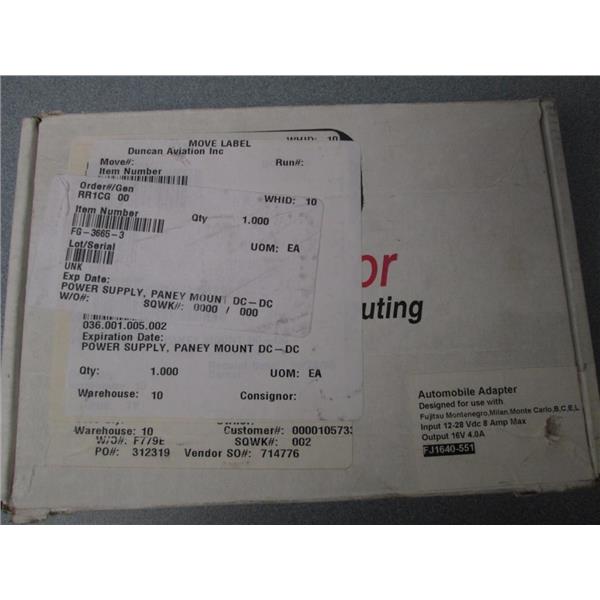 MOVE LABEL WHID: 10
Duncan Aviation Inc
Move#: Run#:
Item Number
Order#/Gen
RR1CG 00 WHID: 10
Item Number Qty 1.000
FG-3665-3
Lot/Serial UOM: EA
UNK
Exp Date:
POWER SUPPLY, PANEY MOUNT DC-DC
W/O#: SQWK#: 0000 / 000
036.001.005.002
Expiration Date:
POWER SUPPLY, PANEY MOUNT DC-DC
Qty: 1.000 UOM: EA
Warehouse: 10 Consignor:
Warehouse: 10 Customer#: 0000105733
W/O#: F779E SQWK#: 002
PO#: 312319 Vendor SO#: 714776
or
uting
Automobile Adapter
Designed for use with
Fujitsu Montenegro,Milan,Monte Carlo,B,C,E,L
Input 12-28 Vdc 8 Amp Max
Output 16V 4.0A
FJ1640-551